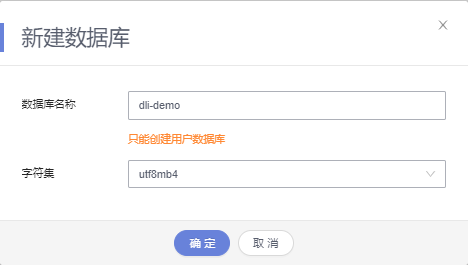 新建数据库
数据库名称
dli-demo
只能创建用户数据库
字符集
utf8mb4
确定
取消